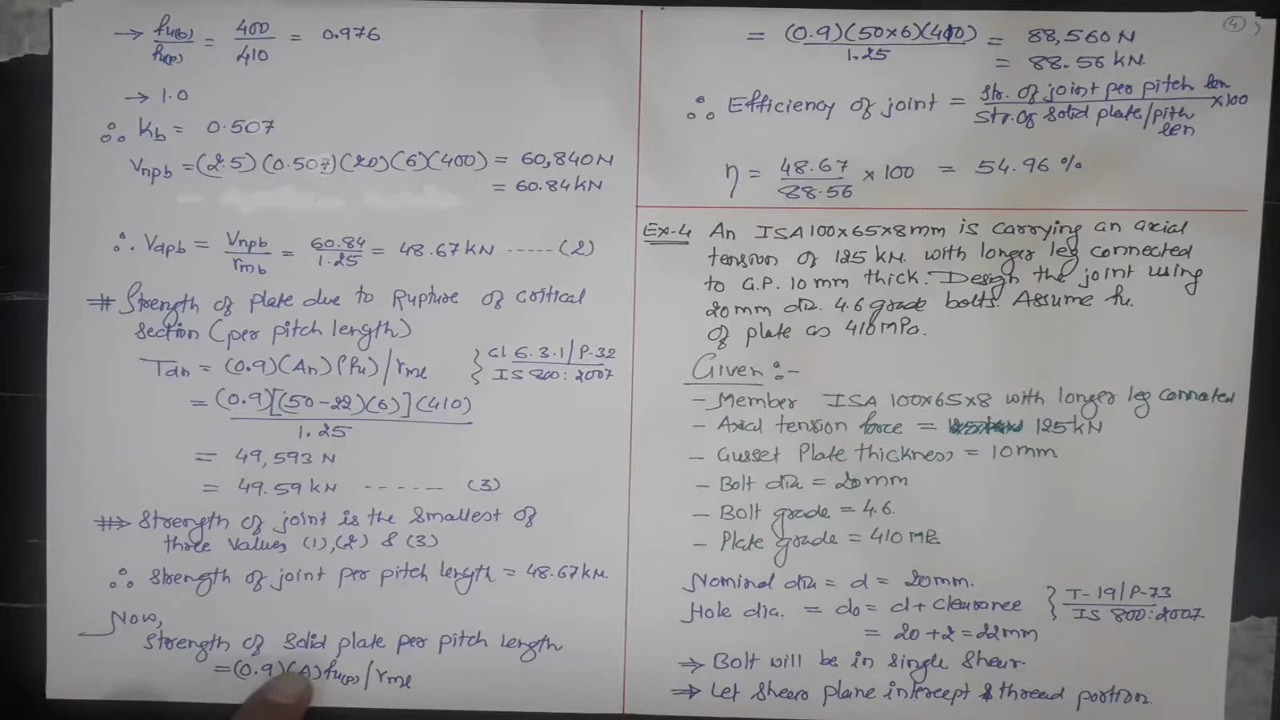 → fu(b)/fu(p) = 400/410 = 0.976
→ 1.0
∴ Kb = 0.507
Vnpb = (2.5)(0.507)(20)(6)(400) = 60,840 N
= 60.84 kN
∴ Vdpb = Vnpb/rmb = 60.84/1.25 = 48.67 kN ------ (2)
# Strength of plate due to Rupture of critical
section (per pitch length)
Tdn = (0.9)(An)(fu)/rml { Cl 6.3.1/P-32
IS 800:2007
= (0.9)[(50-22)(6)](410)
1.25
= 49,593 N
= 49.59 kN ------ (3)
⇒ Strength of joint is the smallest of
three values (1), (2) & (3)
∴ Strength of joint per pitch length = 48.67 kN.
Now,
Strength of solid plate per pitch length
= (0.9)(A)fu(p)/rml
4
= (0.9)(50×6)(410)/1.25 = 88,560 N
= 88.56 kN.
∴ Efficiency of joint = Str. of joint per pitch len ×100
Str. of solid plate/pith
len
η = 48.67/88.56 × 100 = 54.96 %
Ex-4 An ISA 100×65×8mm is carrying an axial
tension of 125 kN. with longer leg connected
to G.P. 10 mm thick. Design the joint using
20mm dia. 4.6 grade bolts. Assume fu.
of plate as 410 MPa.
Given :-
- Member ISA 100×65×8 with longer leg connated
- Axial tension force = 125 kN
- Gusset Plate thickness = 10mm
- Bolt dia = 20mm
- Bolt grade = 4.6.
- Plate grade = 410 MPa
Nominal dia = d = 20mm.
Hole dia. = do = d + clearance } T-19/P-73
IS 800:2007
= 20 + 2 = 22mm
⇒ Bolt will be in single shear
⇒ Let shear plane intercept thread portion.